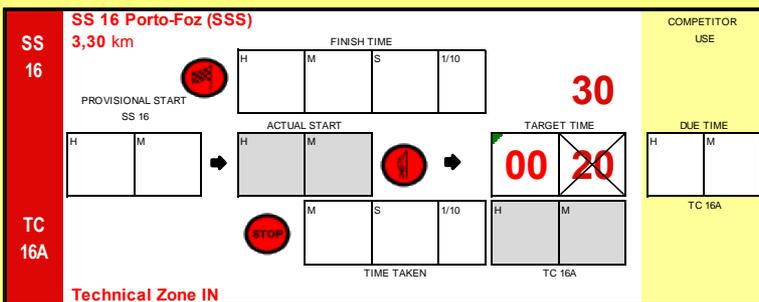 SS 16 Porto-Foz (SSS)
SS 16
3,30 km
COMPETITOR USE
FINISH TIME
H M S 1/10
30
PROVISIONAL START
SS 16
H M
ACTUAL START
H M
TARGET TIME
00 20
DUE TIME
H M
TC 16A
TC 16A
STOP
M S 1/10
H M
TIME TAKEN
TC 16A
Technical Zone IN